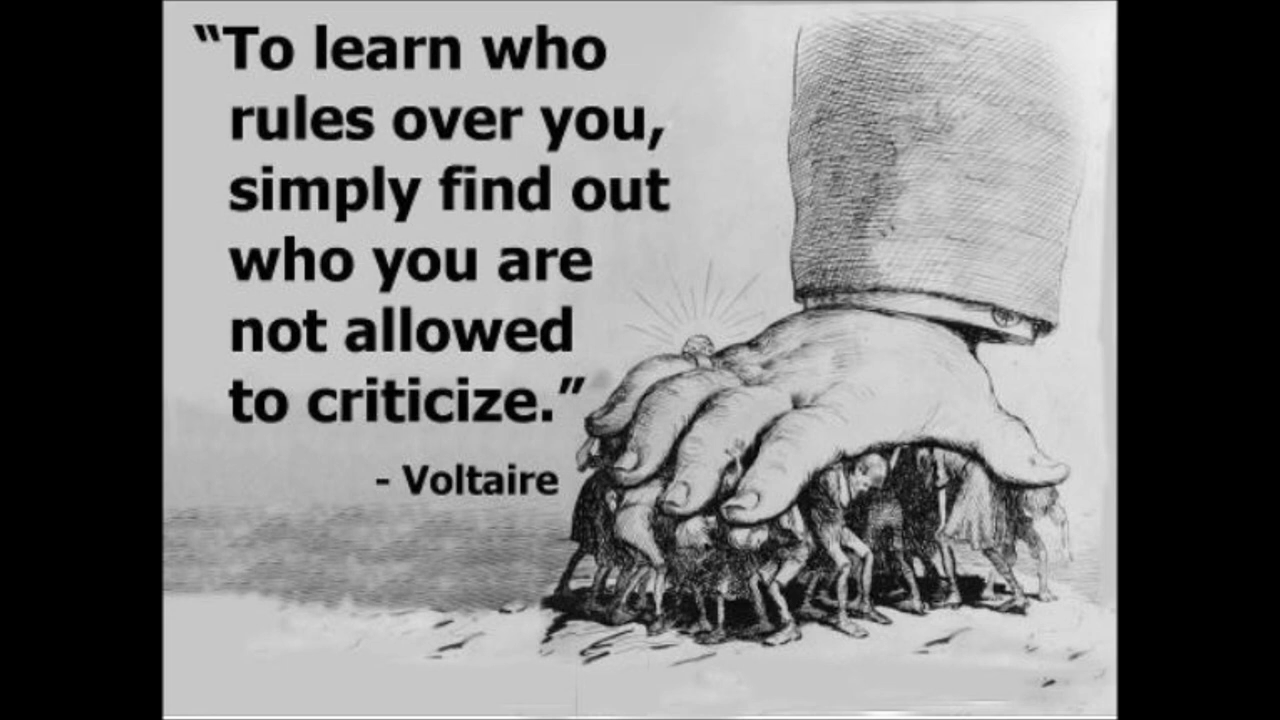 “To learn who
rules over you,
simply find out
who you are
not allowed
to criticize.”
- Voltaire